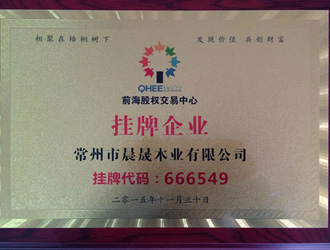 相聚在梧桐树下
发现价值 共创财富
QHEE
前海股权交易中心
挂牌企业
常州市晨晟木业有限公司
挂牌代码：666549
二〇一五年十一月三十日